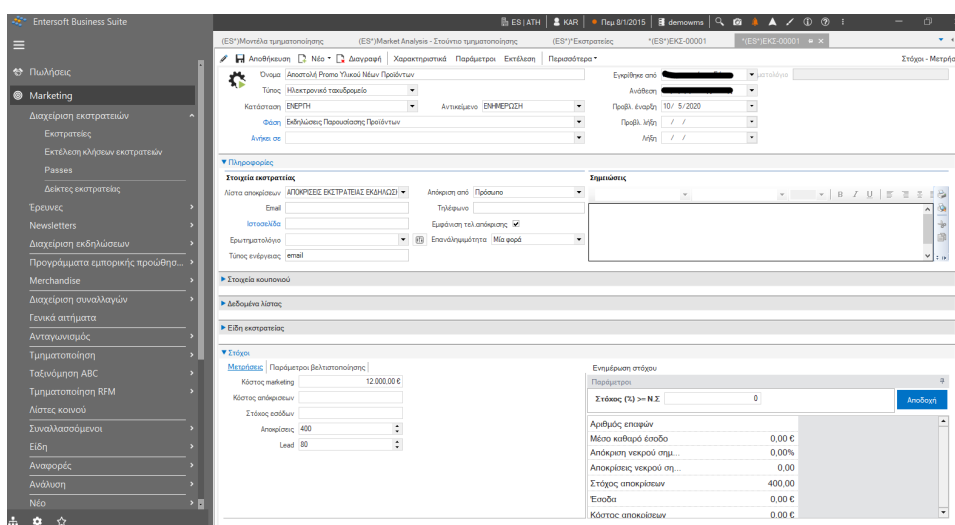 Entersoft Business Suite
ES | ATH
KAR
Πεμ 8/1/2015
demowms
(ES*)Μοντέλα τμηματοποίησης
(ES*)Market Analysis - Στούντιο τμηματοποίησης
(ES*)*Εκστρατείες
*(ES*)ΕΚΣ-00001
*(ES*)ΕΚΣ-00001
Αποθήκευση Νέο Διαγραφή Χαρακτηριστικά Παράμετροι Εκτέλεση Περισσότερα
Στόχοι - Μετρήσ
Πωλήσεις
Marketing
Διαχείριση εκστρατειών
Εκστρατείες
Εκτέλεση κλήσεων εκστρατειών
Passes
Δείκτες εκστρατείας
Έρευνες
Newsletters
Διαχείριση εκδηλώσεων
Προγράμματα εμπορικής προώθησ...
Merchandise
Διαχείριση συναλλαγών
Γενικά αιτήματα
Ανταγωνισμός
Τμηματοποίηση
Ταξινόμηση ABC
Τμηματοποίηση RFM
Λίστες κοινού
Συναλλασσόμενοι
Είδη
Αναφορές
Ανάλυση
Νέο
Όνομα Αποστολή Promo Υλικού Νέων Προϊόντων
Εγκρίθηκε από
Τύπος Ηλεκτρονικό ταχυδρομείο
Ανάθεση
Κατάσταση ΕΝΕΡΓΗ
Αντικείμενο ΕΝΗΜΕΡΩΣΗ
Προβλ. έναρξη 10/ 5/2020
Φάση Εκδηλώσεις Παρουσίασης Προϊόντων
Προβλ. λήξη / /
Ανήκει σε
Λήξη / /
Πληροφορίες
Στοιχεία εκστρατείας
Σημειώσεις
Λίστα αποκρίσεων ΑΠΟΚΡΙΣΕΙΣ ΕΚΣΤΡΑΤΕΙΑΣ ΕΚΔΗΛΩΣΕ
Απόκριση από Πρόσωπο
B I U
Email
Τηλέφωνο
Ιστοσελίδα
Εμφάνιση τελ.απόκρισης
Ερωτηματολόγιο
Επανάληψιμότητα Μία φορά
Τύπος ενέργειας email
Στοιχεία κουπονιού
Δεδομένα λίστας
Είδη εκστρατείας
Στόχοι
Μετρήσεις Παράμετροι βελτιστοποίησης
Κόστος marketing 12.000,00 €
Κόστος απόκρισεων
Στόχος εσόδων
Αποκρίσεις 400
Lead 80
Ενημέρωση στόχου
Παράμετροι
Στόχος (%) >= Ν.Σ 0
Αποδοχή
Αριθμός επαφών
Μέσο καθαρό έσοδο 0,00 €
Απόκριση νεκρού σημ... 0,00%
Αποκρίσεις νεκρού ση... 0,00
Στόχος αποκρίσεων 400,00
Έσοδα 0,00 €
Κόστος αποκρίσεων 0,00 €